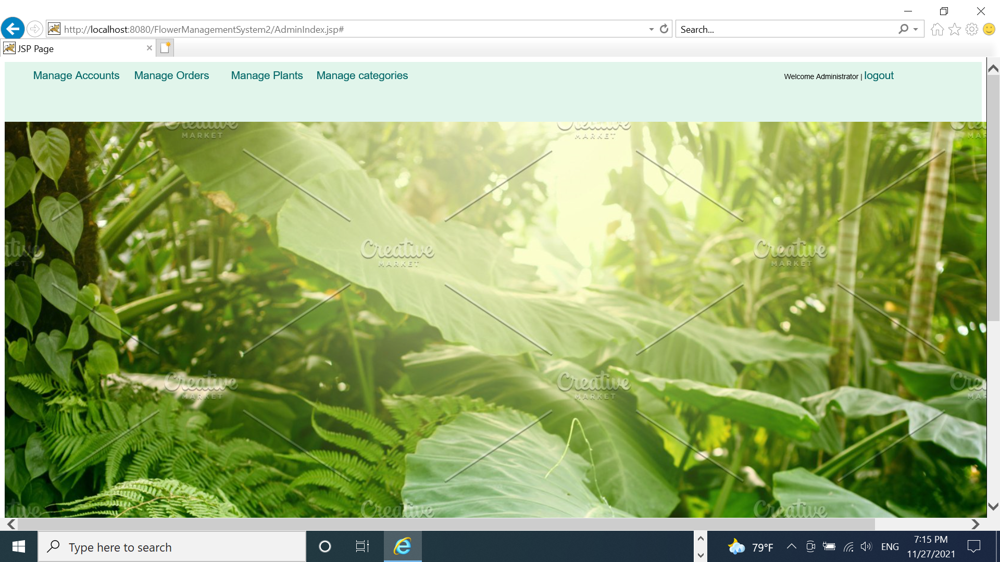 http://localhost:8080/FlowerManagementSystem2/AdminIndex.jsp#
Search...
JSP Page
Manage Accounts Manage Orders Manage Plants Manage categories Welcome Administrator | logout
Creative Creative
MARKET MARKET
Creative Creative
MARKET MARKET
Creative Creative
MARKET MARKET
Creative Creative Creative
Type here to search
79°F
ENG
7:15 PM
11/27/2021